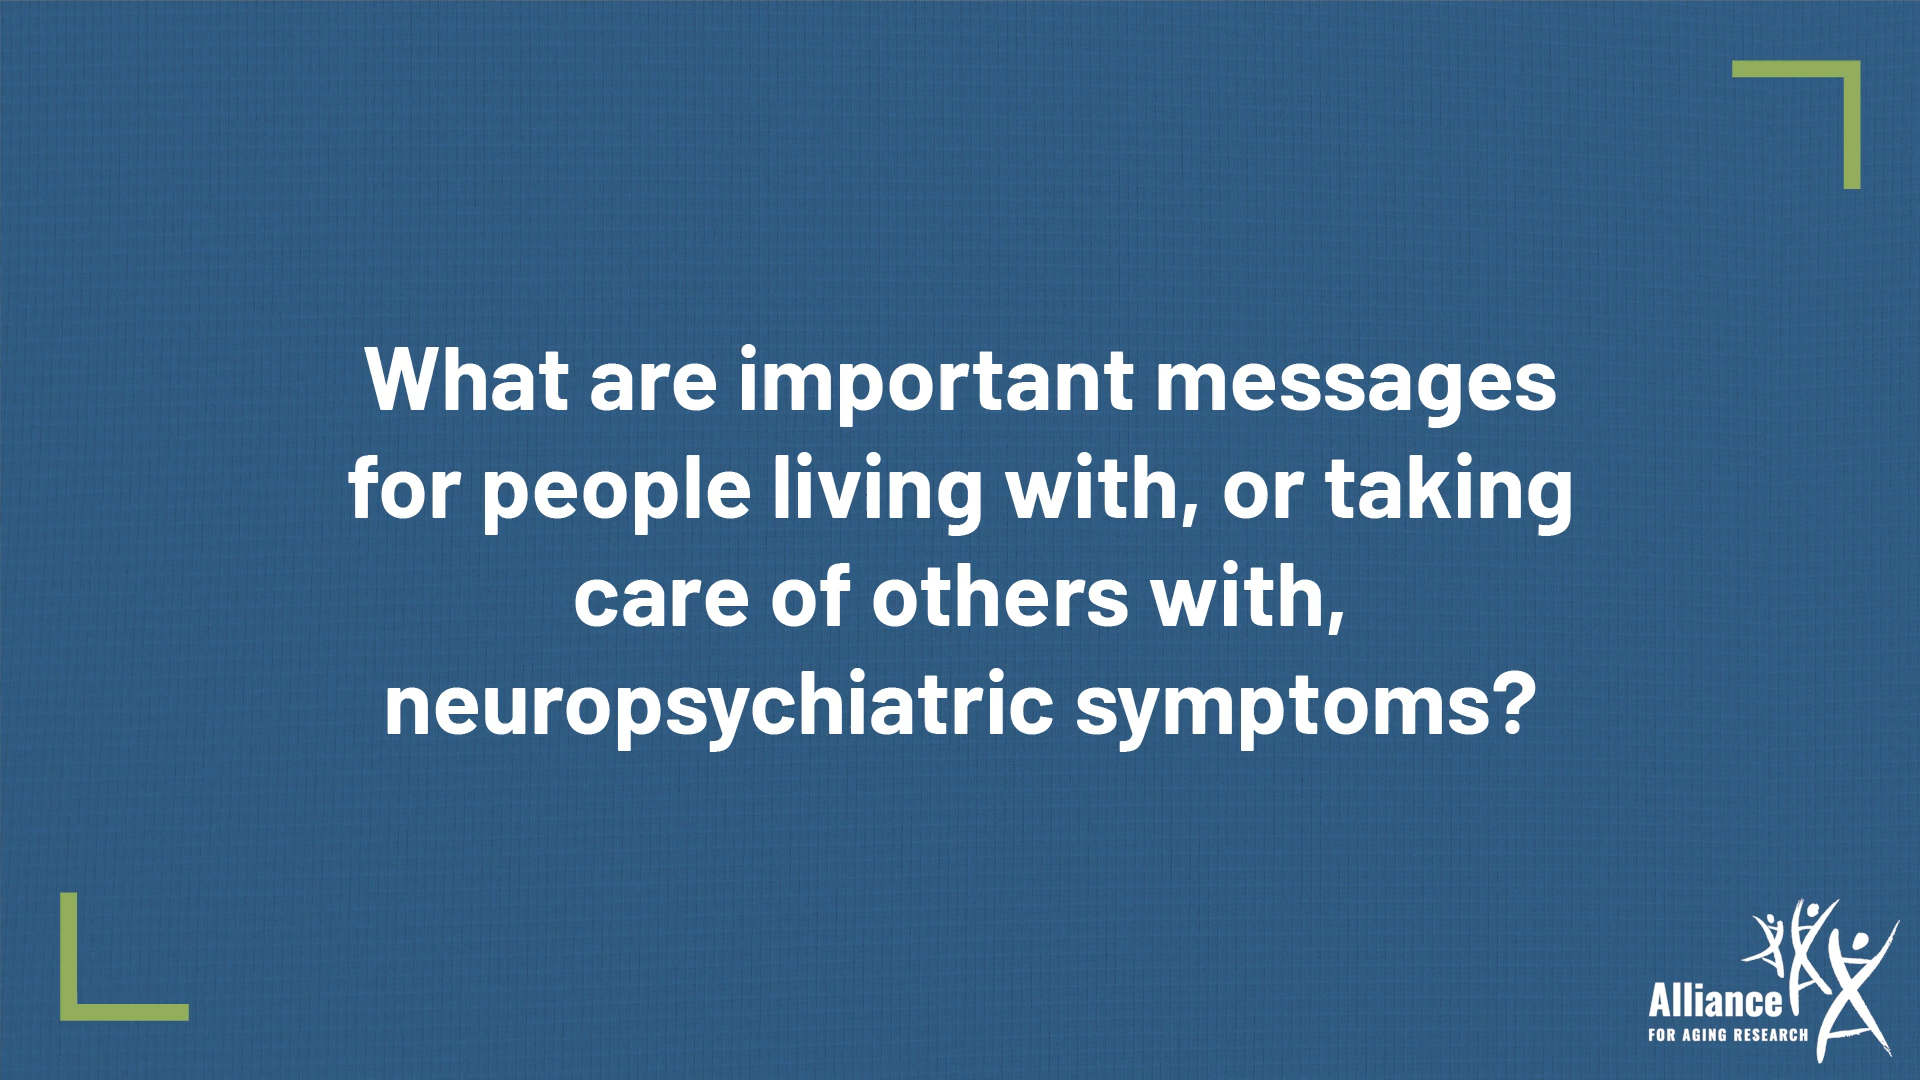 What are important messages
for people living with, or taking
care of others with,
neuropsychiatric symptoms?
Alliance
FOR AGING RESEARCH